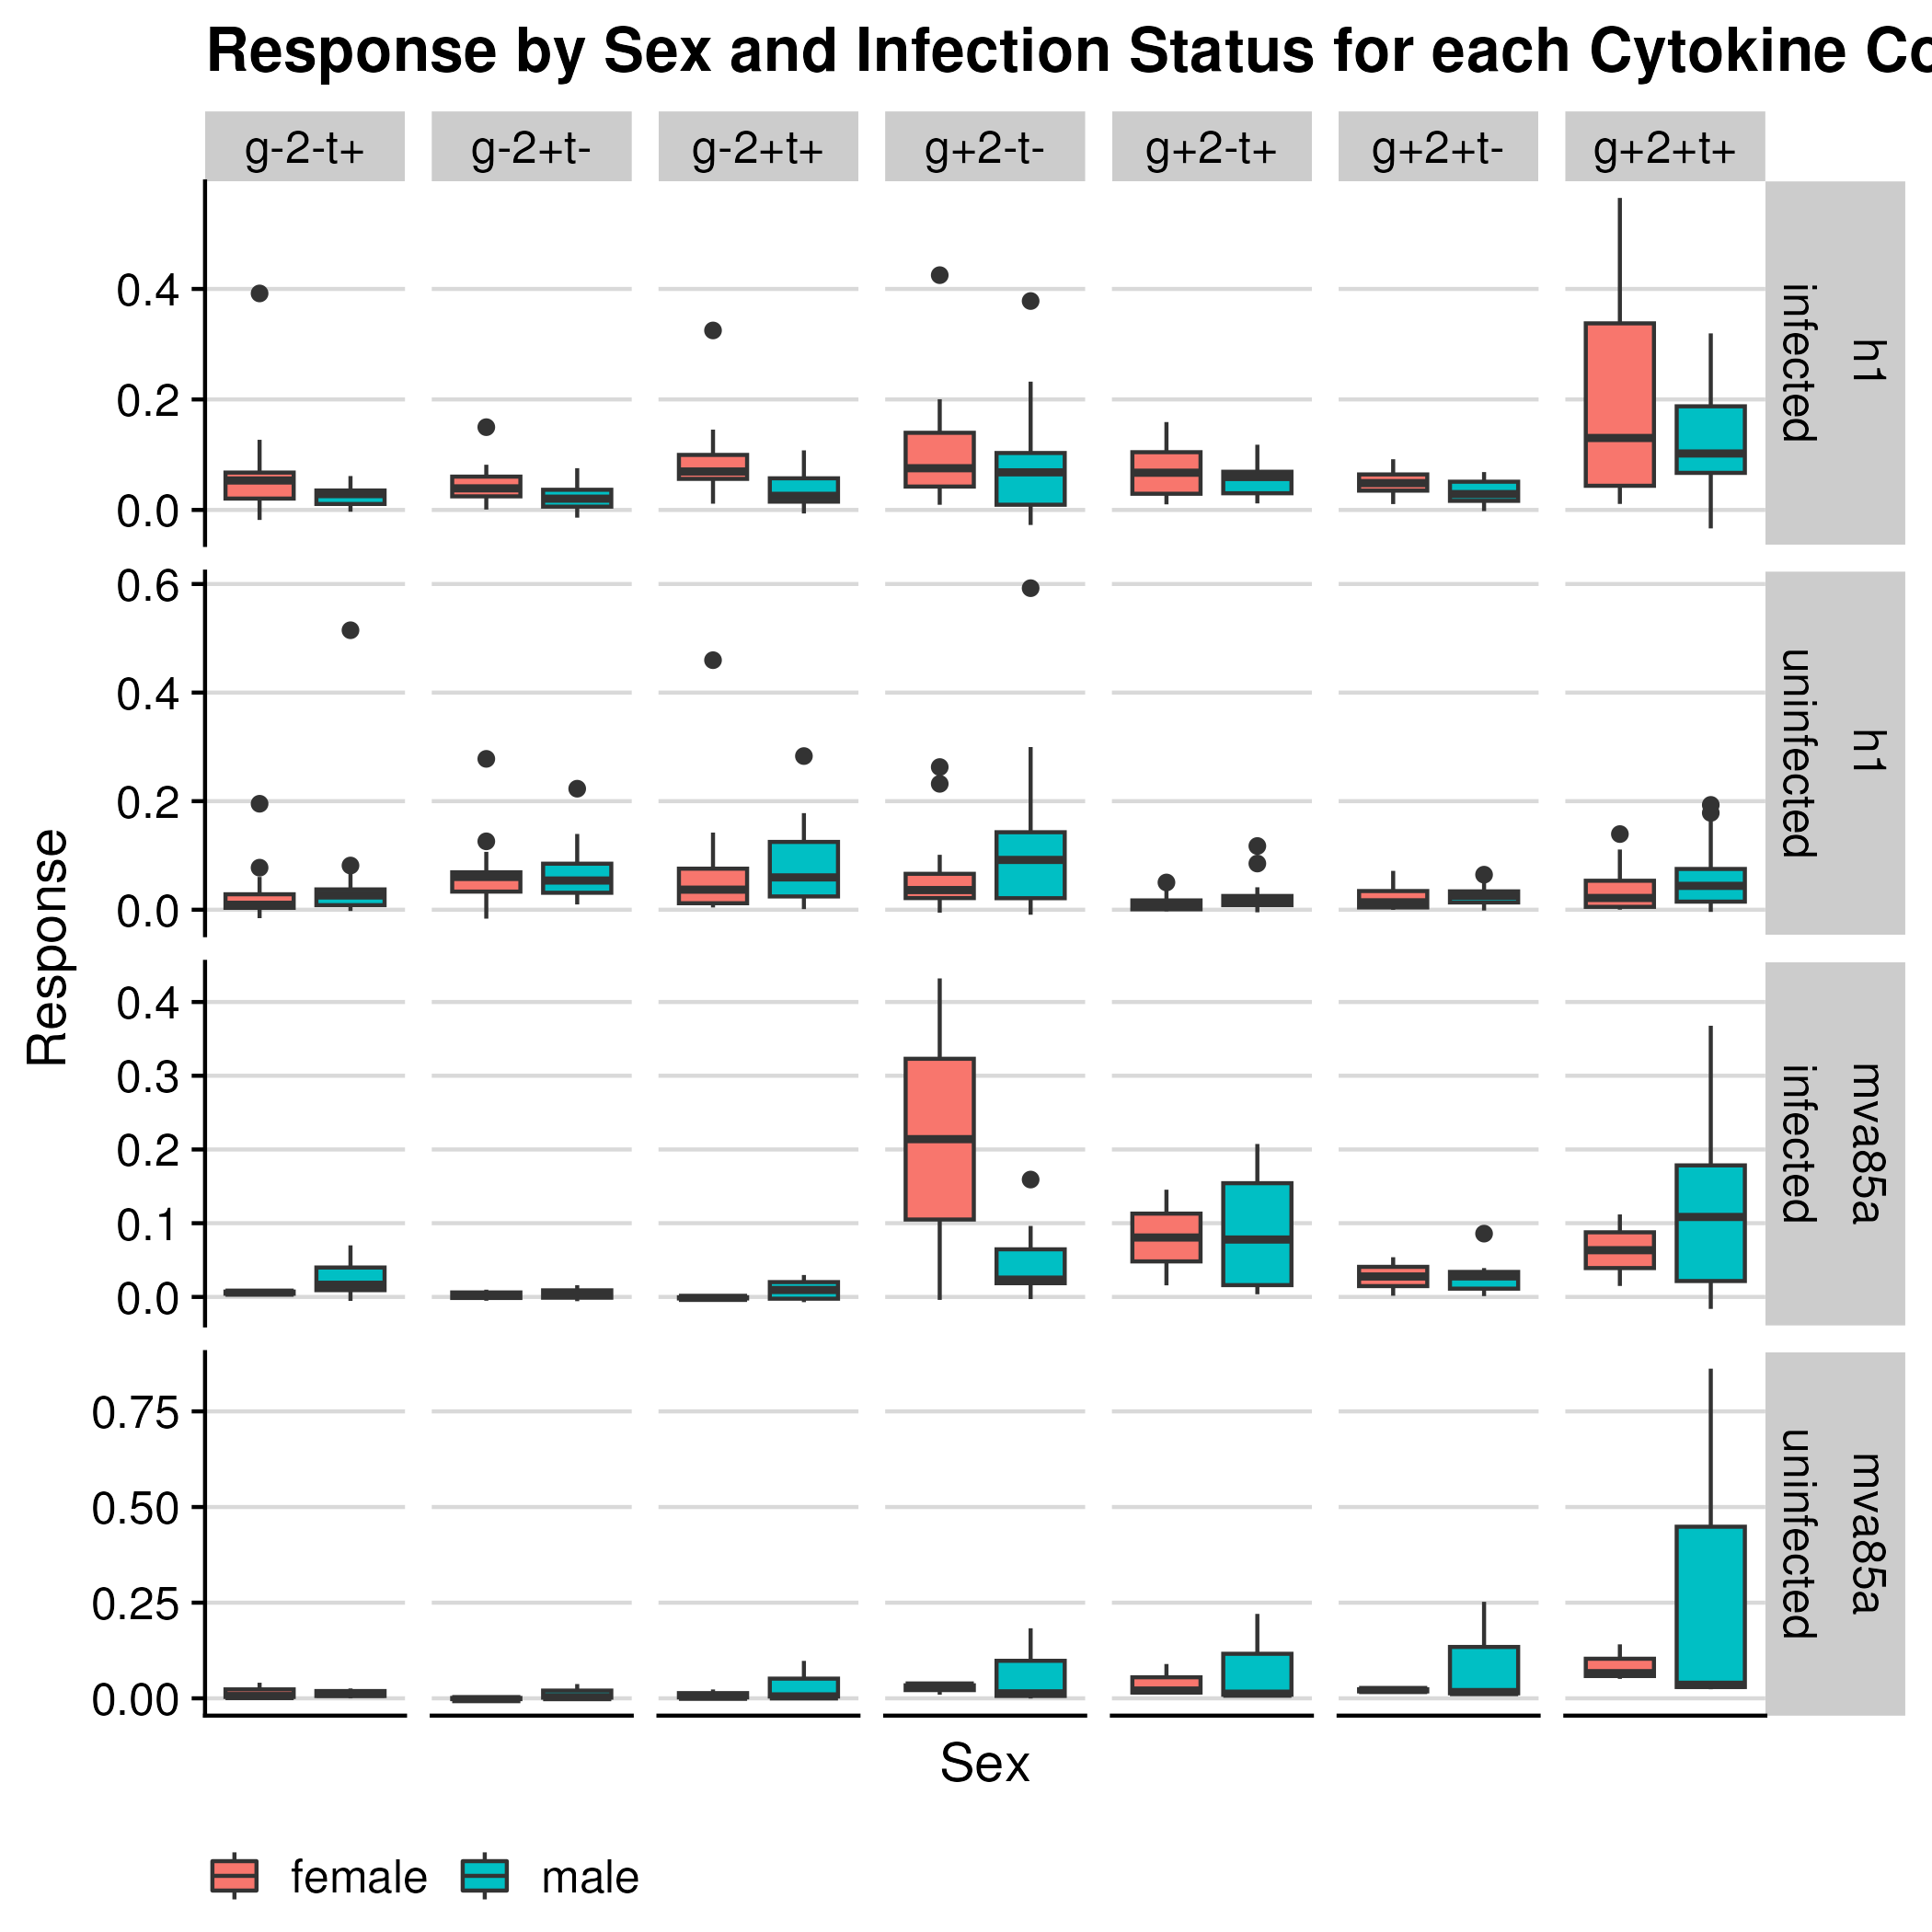 Response by Sex and Infection Status for each Cytokine Co
g-2-t+ g-2+t- g-2+t+ g+2-t- g+2-t+ g+2+t- g+2+t+
0.4
0.2
0.0
h1
infected
0.6
0.4
0.2
0.0
h1
uninfected
0.4
0.3
0.2
0.1
0.0
mva85a
infected
0.75
0.50
0.25
0.00
mva85a
uninfected
Response
Sex
female male